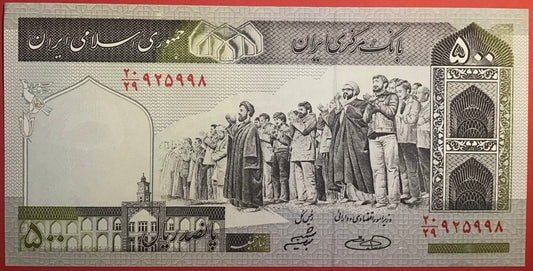 جمهوری اسلامی ایران
بانک مرکزی ایران
۵۰۰
۲۰/۲۹ ۹۲۵۹۹۸
وزیر امور اقتصادی و دارائی
رئیس کل
۲۰/۲۹ ۹۲۵۹۹۸
۵۰۰
پانصد ریال